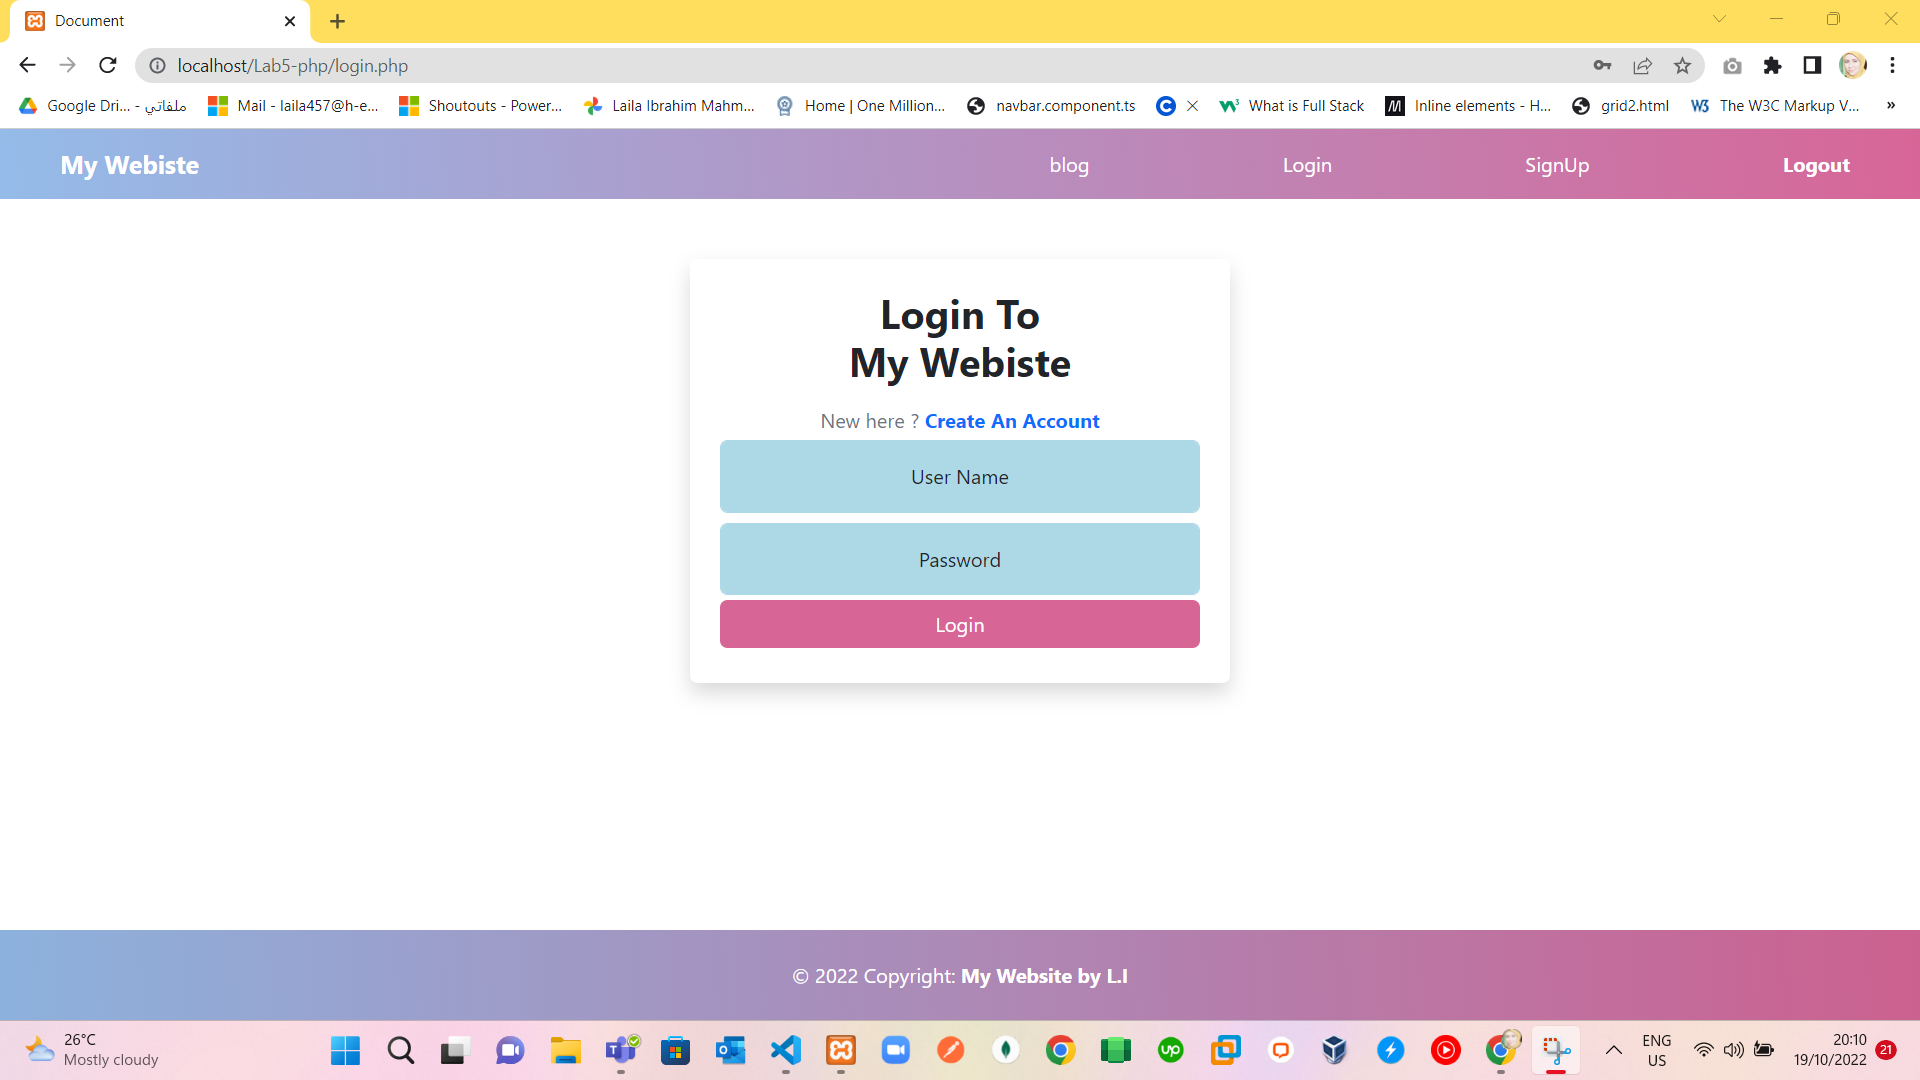 Document
localhost/Lab5-php/login.php
Google Dri... - ملفاتي
Mail - laila457@h-e...
Shoutouts - Power...
Laila Ibrahim Mahm...
Home | One Million...
navbar.component.ts
What is Full Stack
Inline elements - H...
grid2.html
The W3C Markup V...
»
My Webiste
blog
Login
SignUp
Logout
Login To
My Webiste
New here ? Create An Account
User Name
Password
Login
© 2022 Copyright: My Website by L.I
26°C
Mostly cloudy
ENG
US
20:10
19/10/2022
21